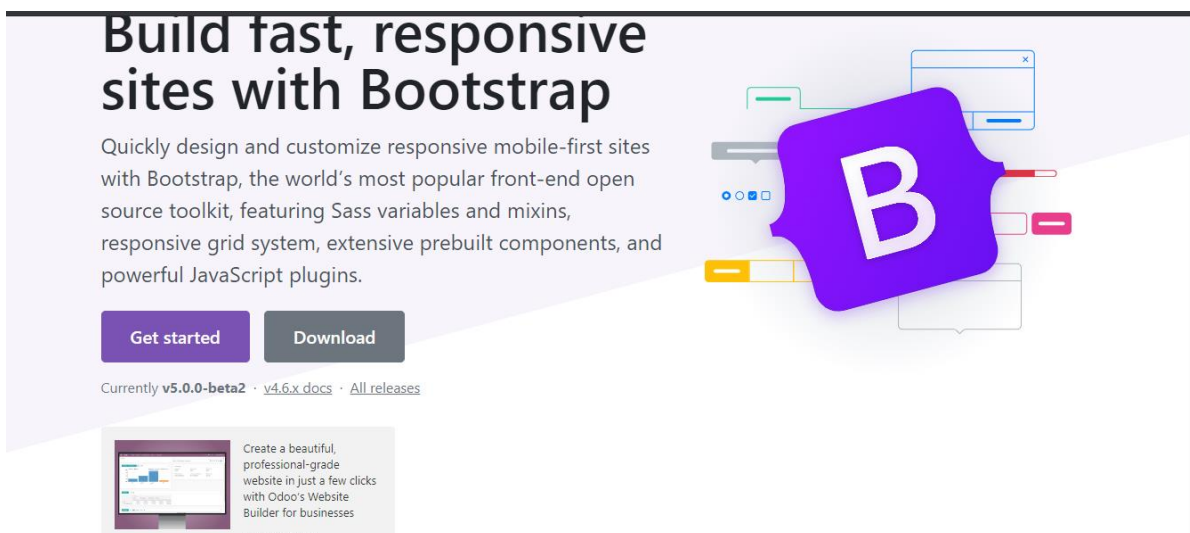 Build fast, responsive
sites with Bootstrap
Quickly design and customize responsive mobile-first sites
with Bootstrap, the world's most popular front-end open
source toolkit, featuring Sass variables and mixins,
responsive grid system, extensive prebuilt components, and
powerful JavaScript plugins.
B
Get started Download
Currently v5.0.0-beta2 · v4.6.x docs · All releases
Create a beautiful,
professional-grade
website in just a few clicks
with Odoo's Website
Builder for businesses